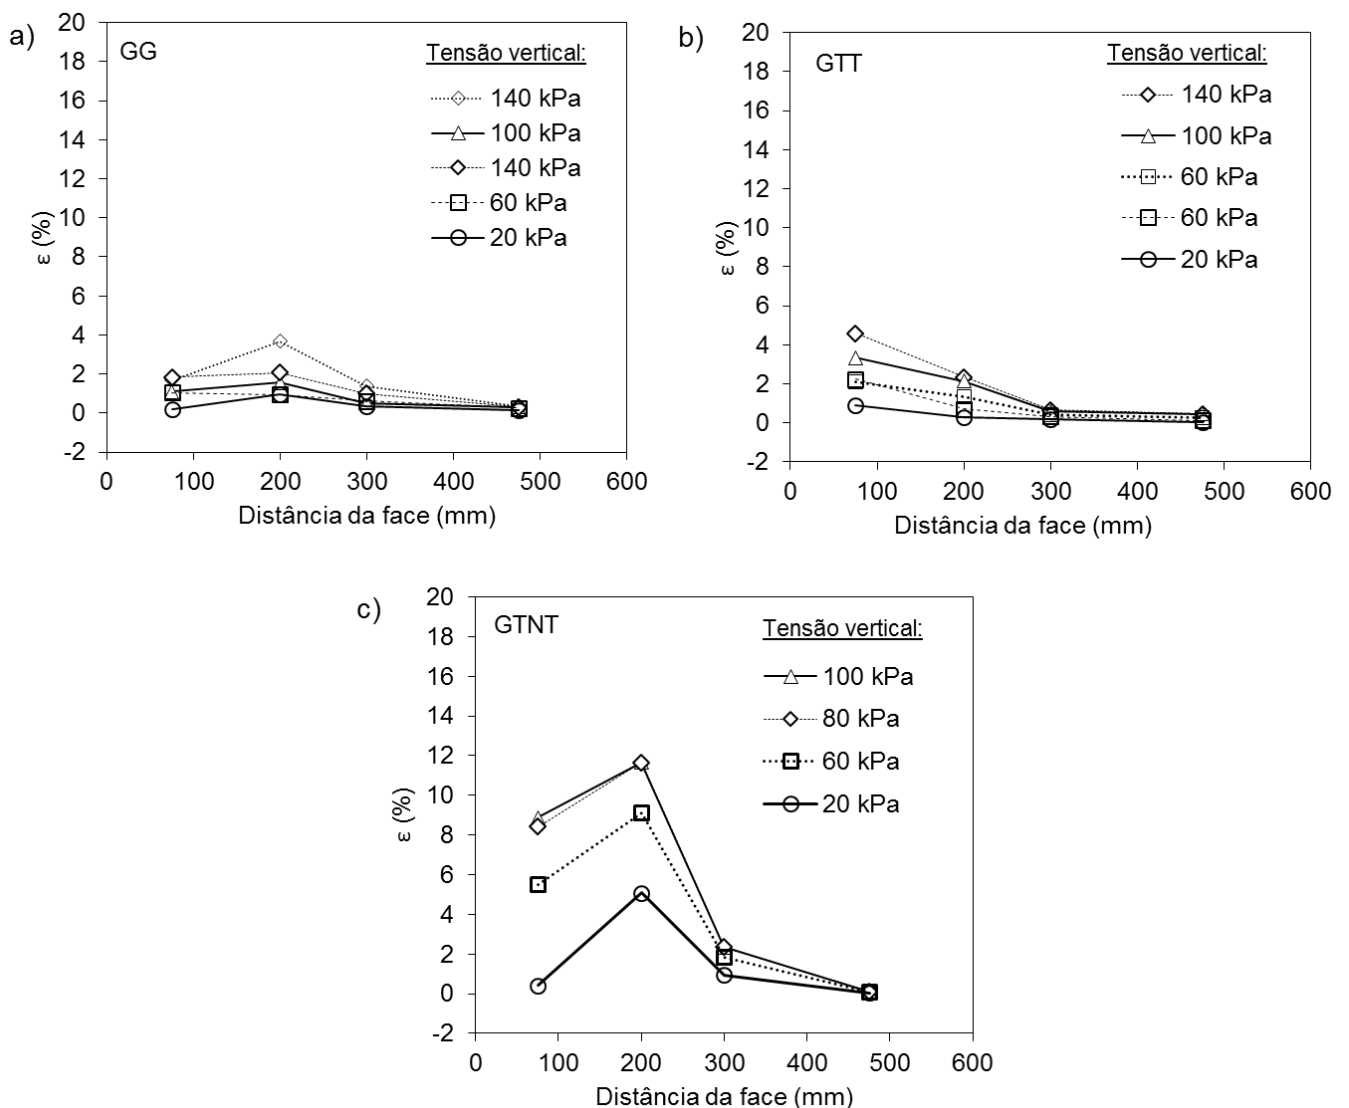 a)
GG
Tensão vertical:
140 kPa
100 kPa
140 kPa
60 kPa
20 kPa
20
18
16
14
12
10
8
6
4
2
0
-2
ε (%)
0 100 200 300 400 500 600
Distância da face (mm)
b)
GTT
Tensão vertical:
140 kPa
100 kPa
60 kPa
60 kPa
20 kPa
20
18
16
14
12
10
8
6
4
2
0
-2
ε (%)
0 100 200 300 400 500 600
Distância da face (mm)
c)
GTNT
Tensão vertical:
100 kPa
80 kPa
60 kPa
20 kPa
20
18
16
14
12
10
8
6
4
2
0
-2
ε (%)
0 100 200 300 400 500 600
Distância da face (mm)